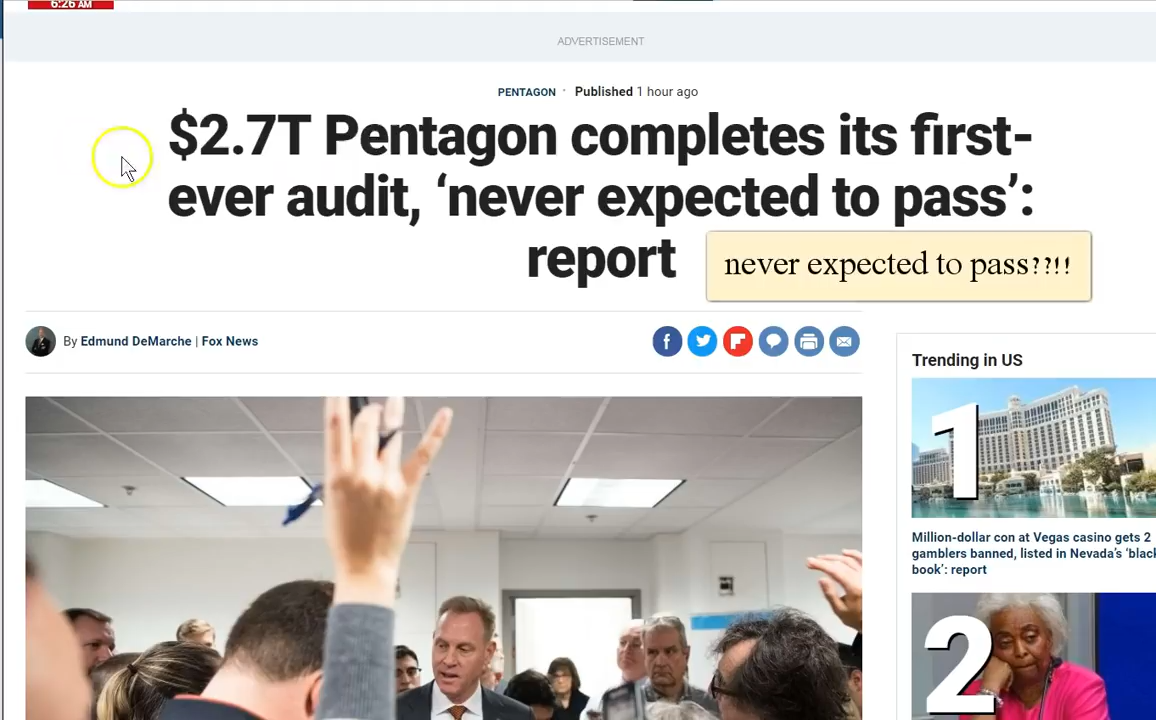 6:26 AM
ADVERTISEMENT
PENTAGON · Published 1 hour ago
$2.7T Pentagon completes its first-
ever audit, ‘never expected to pass’:
report
never expected to pass??!!
By Edmund DeMarche | Fox News
Trending in US
1
Million-dollar con at Vegas casino gets 2
gamblers banned, listed in Nevada’s ‘black
book’: report
2